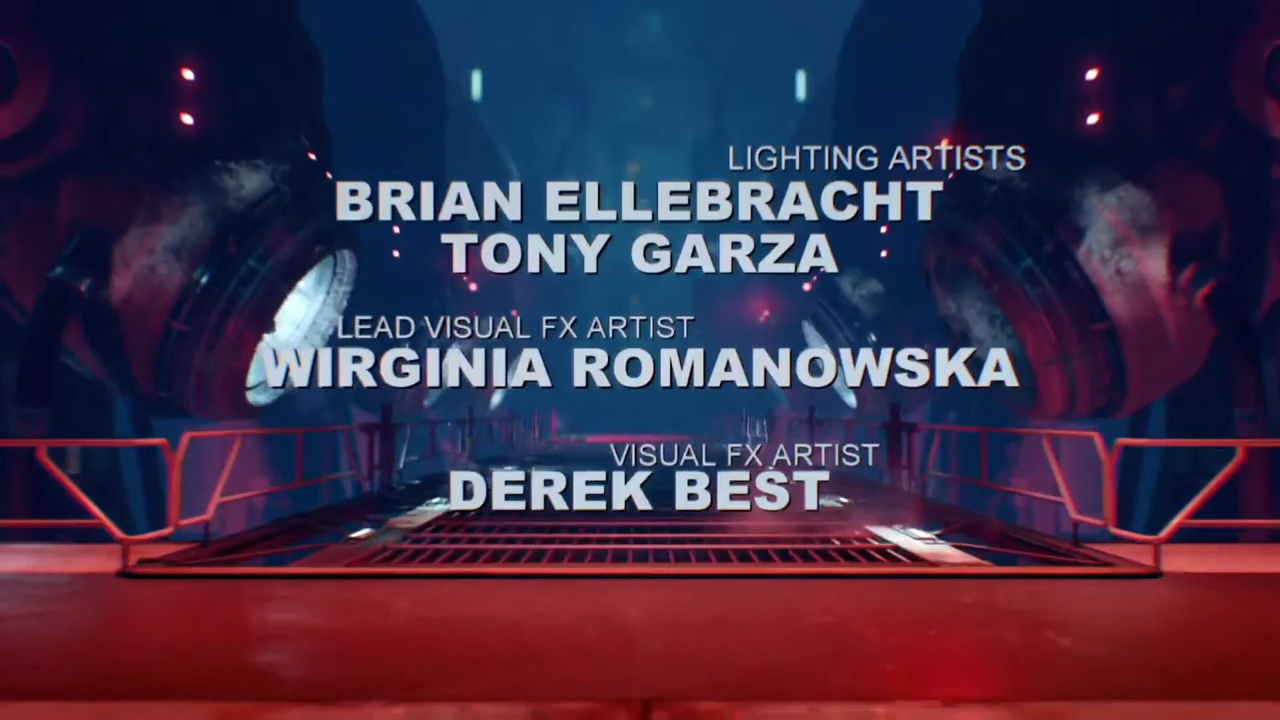 LIGHTING ARTISTS
BRIAN ELLEBRACHT
TONY GARZA
LEAD VISUAL FX ARTIST
WIRGINIA ROMANOWSKA
VISUAL FX ARTIST
DEREK BEST